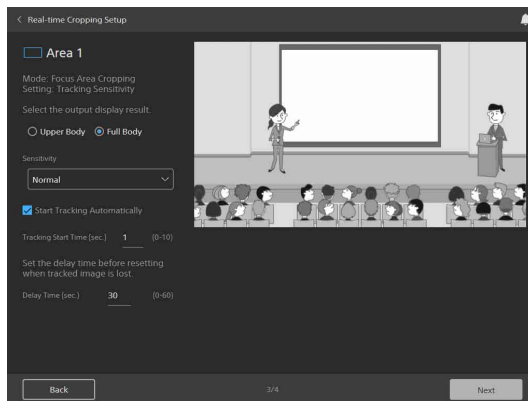 Real-time Cropping Setup
Area 1
Mode: Focus Area Cropping
Setting: Tracking Sensitivity
Select the output display result.
Upper Body Full Body
Sensitivity
Normal
Start Tracking Automatically
Tracking Start Time (sec.) 1 (0-10)
Set the delay time before resetting
when tracked image is lost.
Delay Time (sec.) 30 (0-60)
Back 3/4 Next